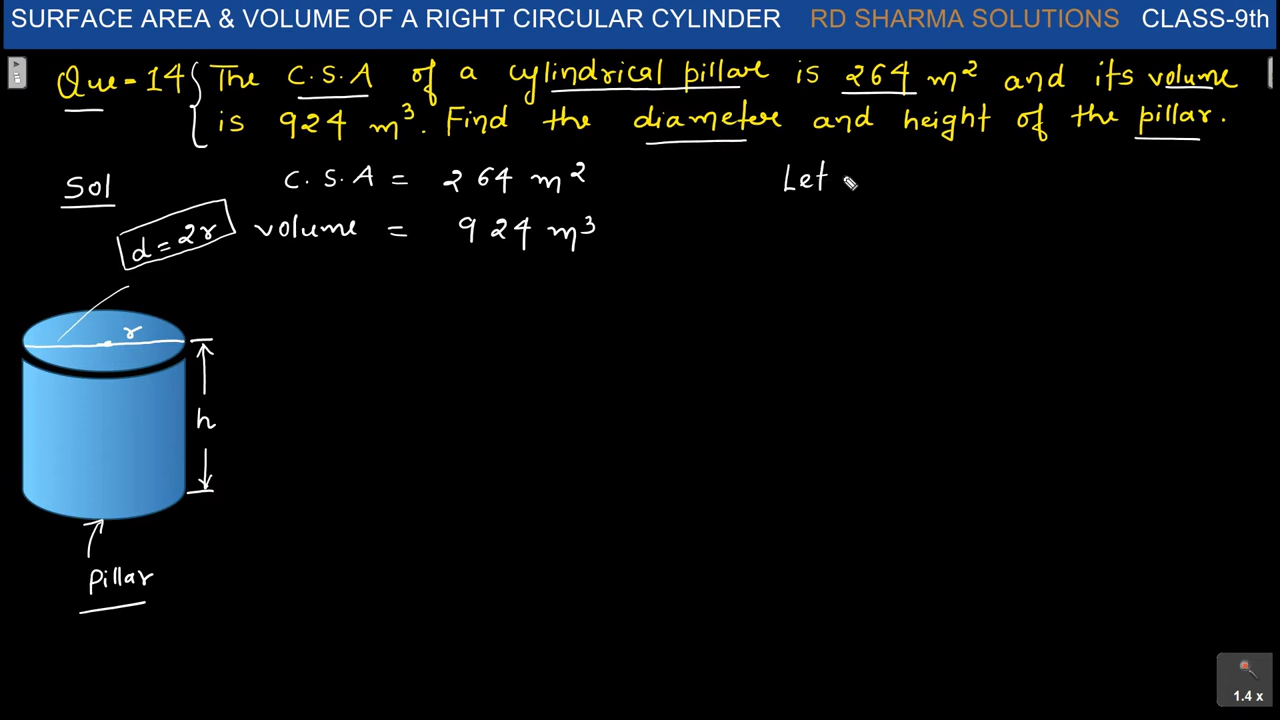 SURFACE AREA & VOLUME OF A RIGHT CIRCULAR CYLINDER RD SHARMA SOLUTIONS CLASS-9th
Que-14 The C.S.A of a cylindrical pillar is 264 m² and its volume
is 924 m³. Find the diameter and height of the pillar.
Sol C.S.A = 264 m² Let
d=2r volume = 924 m³
r
h
Pillar
1.4 x